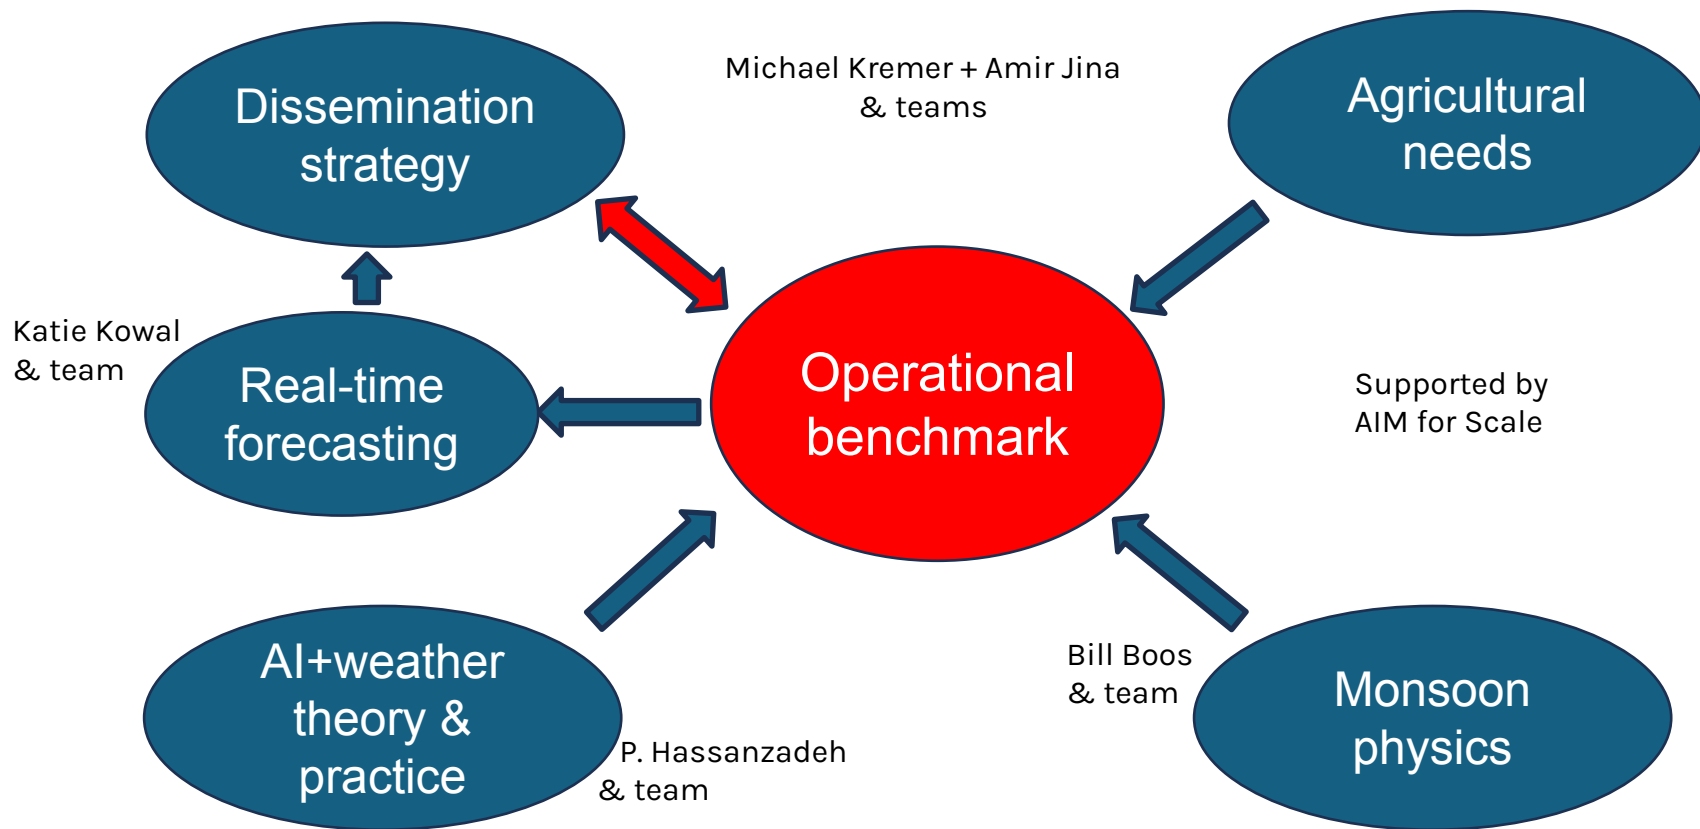 Dissemination
strategy
Michael Kremer + Amir Jina
& teams
Agricultural
needs
Katie Kowal
& team
Real-time
forecasting
Operational
benchmark
Supported by
AIM for Scale
AI+weather
theory &
practice
P. Hassanzadeh
& team
Bill Boos
& team
Monsoon
physics